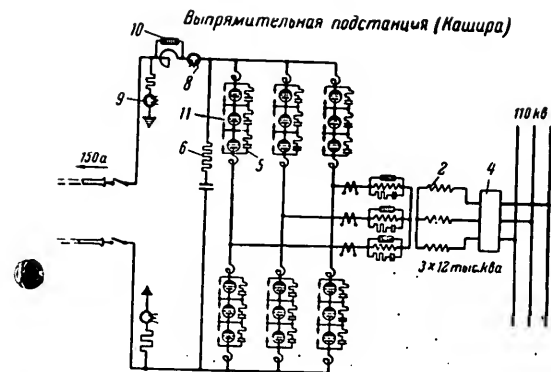 Выпрямительная подстанция (Кашира)
10
8
9
11
6
5
150а
110 кв
2
4
3×12 тыс.ква